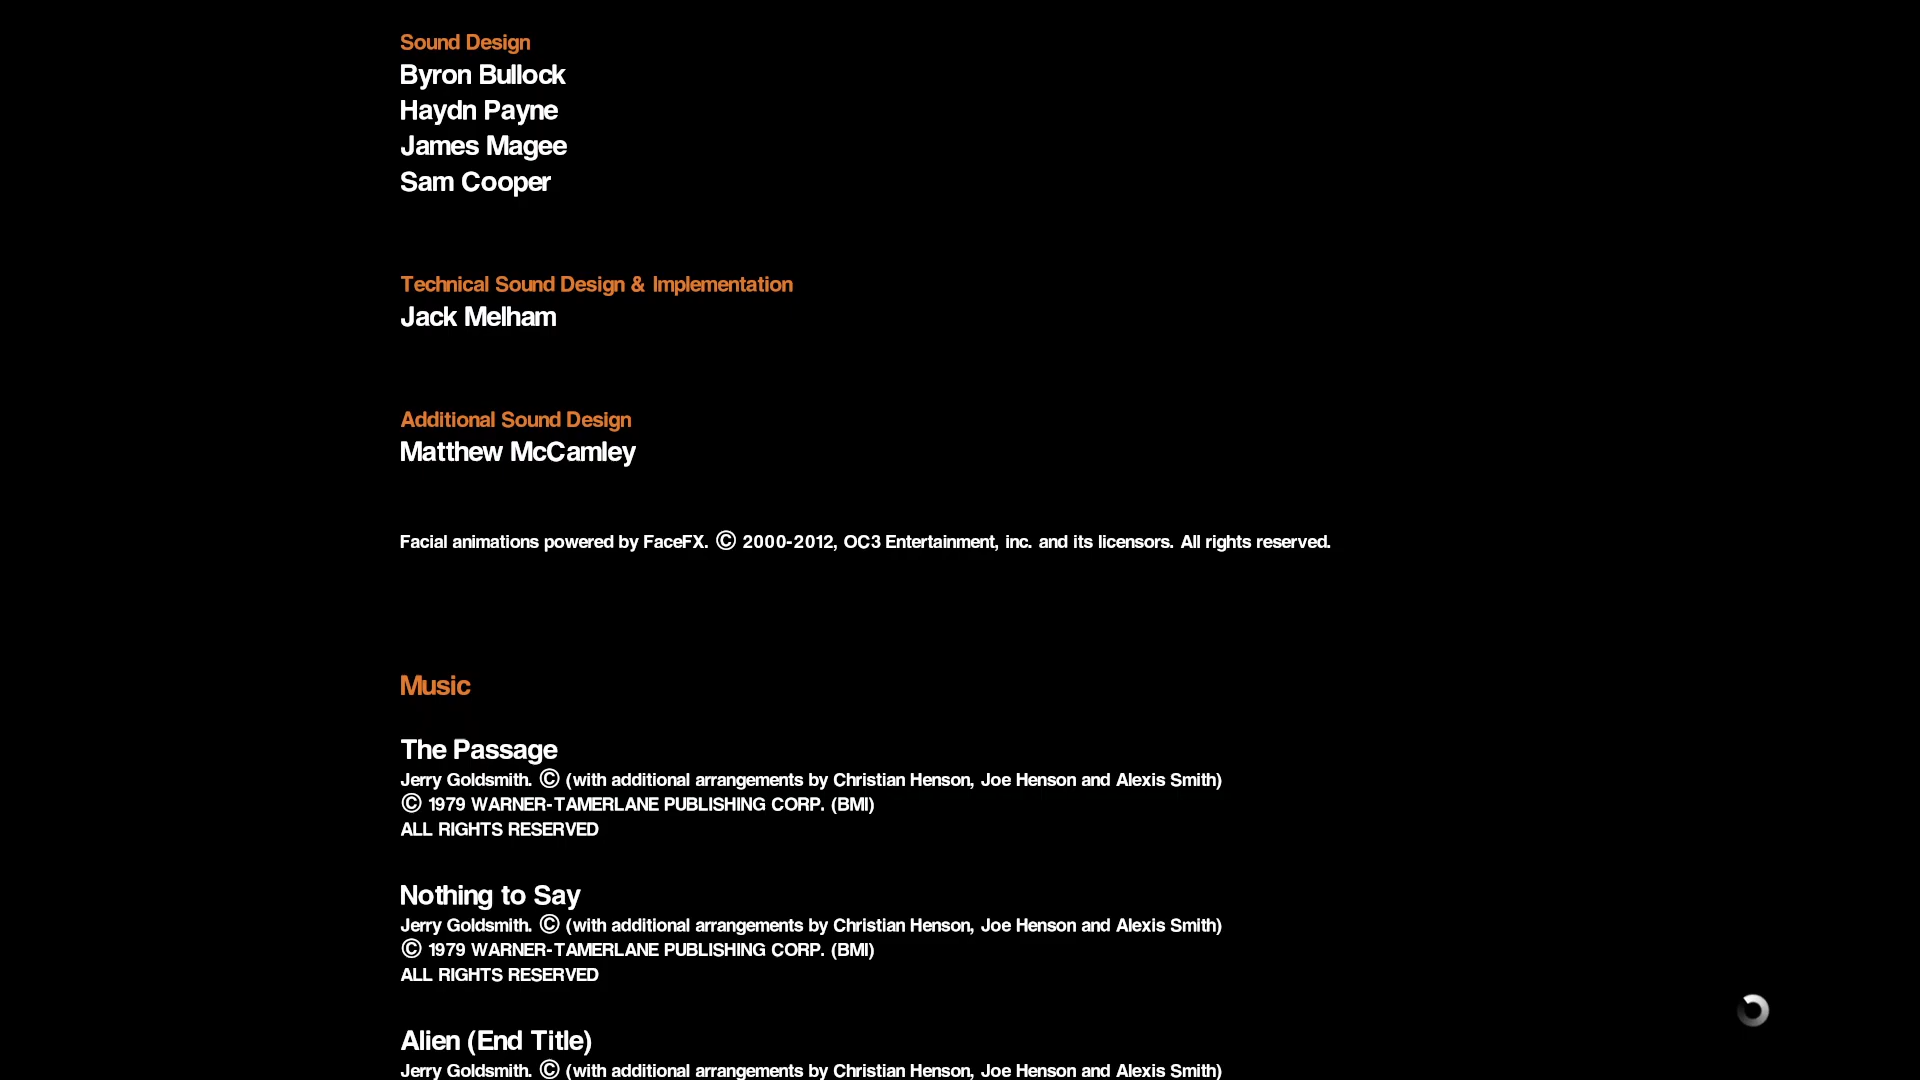 Sound Design
Byron Bullock
Haydn Payne
James Magee
Sam Cooper
Technical Sound Design & Implementation
Jack Melham
Additional Sound Design
Matthew McCamley
Facial animations powered by FaceFX. © 2000-2012, OC3 Entertainment, inc. and its licensors. All rights reserved.
Music
The Passage
Jerry Goldsmith. © (with additional arrangements by Christian Henson, Joe Henson and Alexis Smith)
© 1979 WARNER-TAMERLANE PUBLISHING CORP. (BMI)
ALL RIGHTS RESERVED
Nothing to Say
Jerry Goldsmith. © (with additional arrangements by Christian Henson, Joe Henson and Alexis Smith)
© 1979 WARNER-TAMERLANE PUBLISHING CORP. (BMI)
ALL RIGHTS RESERVED
Alien (End Title)
Jerry Goldsmith. © (with additional arrangements by Christian Henson, Joe Henson and Alexis Smith)